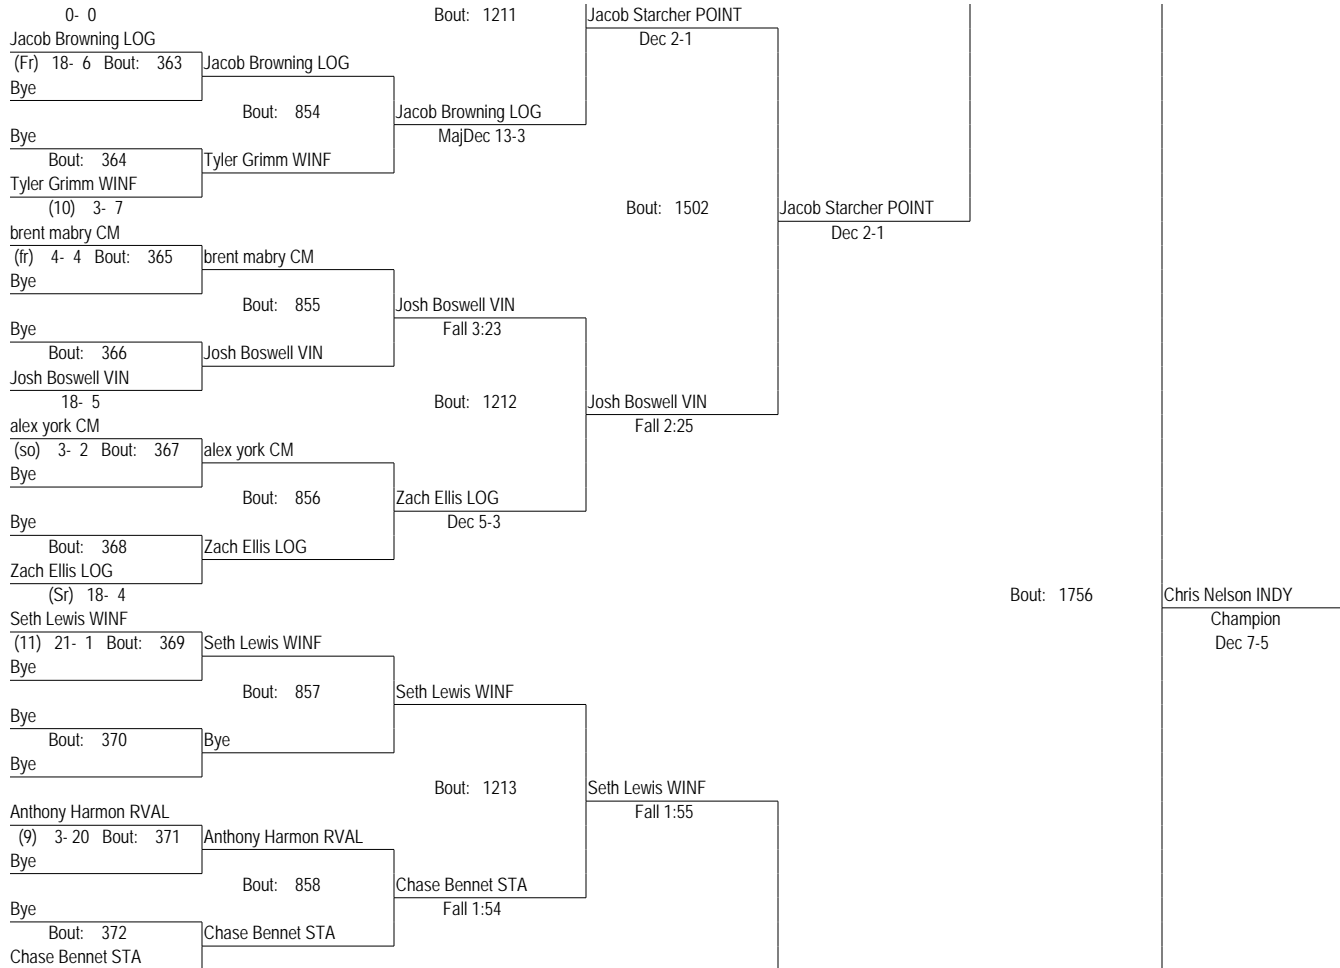 0- 0 Bout: 1211 Jacob Starcher POINT
Jacob Browning LOG Dec 2-1
(Fr) 18- 6 Bout: 363 Jacob Browning LOG
Bye
Bout: 854 Jacob Browning LOG
Bye MajDec 13-3
Bout: 364 Tyler Grimm WINF
Tyler Grimm WINF
(10) 3- 7 Bout: 1502 Jacob Starcher POINT
brent mabry CM Dec 2-1
(fr) 4- 4 Bout: 365 brent mabry CM
Bye
Bout: 855 Josh Boswell VIN
Bye Fall 3:23
Bout: 366 Josh Boswell VIN
Josh Boswell VIN
18- 5 Bout: 1212 Josh Boswell VIN
alex york CM Fall 2:25
(so) 3- 2 Bout: 367 alex york CM
Bye
Bout: 856 Zach Ellis LOG
Bye Dec 5-3
Bout: 368 Zach Ellis LOG
Zach Ellis LOG
(Sr) 18- 4 Bout: 1756 Chris Nelson INDY
Seth Lewis WINF Champion
(11) 21- 1 Bout: 369 Seth Lewis WINF Dec 7-5
Bye
Bout: 857 Seth Lewis WINF
Bye
Bout: 370 Bye
Bye
Bout: 1213 Seth Lewis WINF
Anthony Harmon RVAL Fall 1:55
(9) 3- 20 Bout: 371 Anthony Harmon RVAL
Bye
Bout: 858 Chase Bennet STA
Bye Fall 1:54
Bout: 372 Chase Bennet STA
Chase Bennet STA